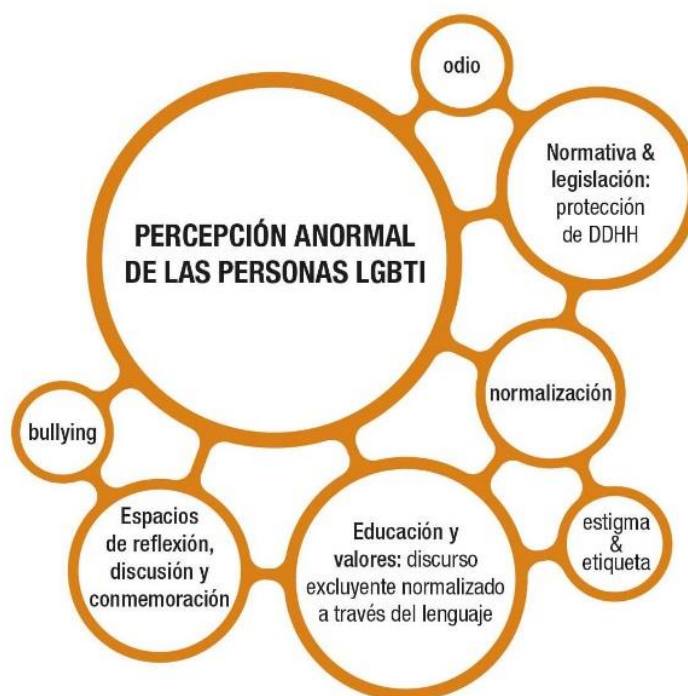 odio
Normativa &
legislación:
protección
de DDHH
PERCEPCIÓN ANORMAL
DE LAS PERSONAS LGBTI
normalización
bullying
Espacios
de reflexión,
discusión y
conmemoración
Educación y
valores: discurso
excluyente normalizado
a través del lenguaje
estigma
&
etiqueta